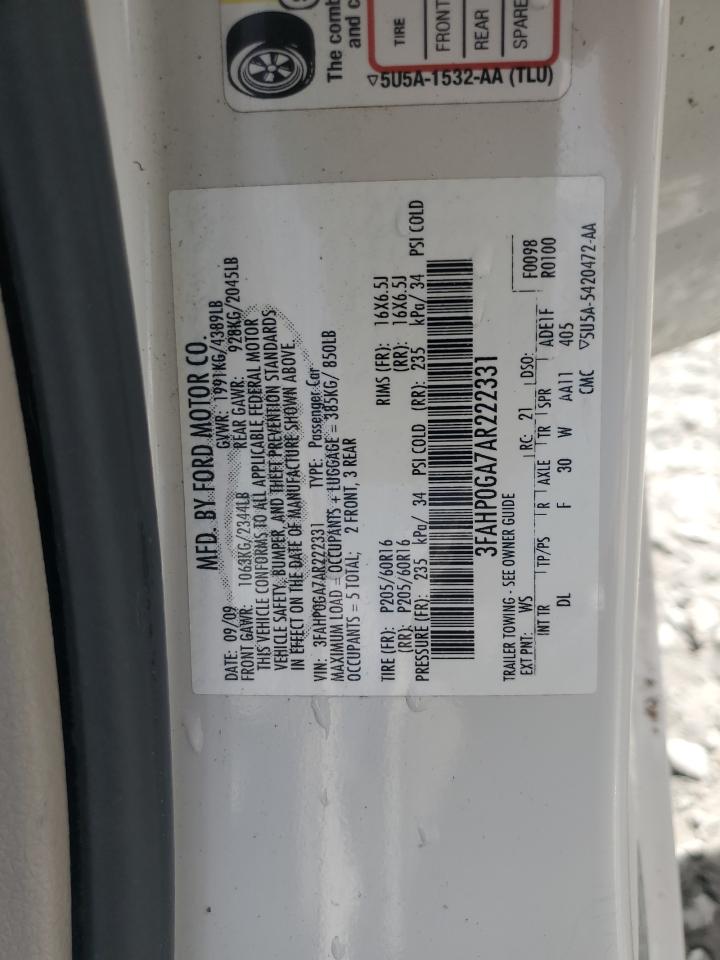 The comb
and c
TIRE
FRONT
REAR
SPARE
▽5U5A-1532-AA (TLU)
MFD. BY FORD MOTOR CO.
DATE: 09/09 GVWR: 1991KG/4389LB
FRONT GAWR: 1063KG/2344LB REAR GAWR: 928KG/2045LB
THIS VEHICLE CONFORMS TO ALL APPLICABLE FEDERAL MOTOR
VEHICLE SAFETY, BUMPER, AND THEFT PREVENTION STANDARDS
IN EFFECT ON THE DATE OF MANUFACTURE SHOWN ABOVE.
VIN: 3FAHP0GA7AR222331 TYPE: Passenger Car
MAXIMUM LOAD = OCCUPANTS + LUGGAGE = 385KG/ 850LB
OCCUPANTS = 5 TOTAL; 2 FRONT, 3 REAR
TIRE (FR): P205/60R16 RIMS (FR): 16X6.5J
(RR): P205/60R16 (RR): 16X6.5J
PRESSURE (FR): 235 kPa/ 34 PSI COLD (RR): 235 kPa/ 34 PSI COLD
3FAHP0GA7AR222331
TRAILER TOWING - SEE OWNER GUIDE
EXT PNT: WS RC: 21 DSO: F0098
R0100
INT TR TP/PS R AXLE TR SPR ADE1F
DL F 30 W AA11 405
CMC ▽5U5A-5420472-AA